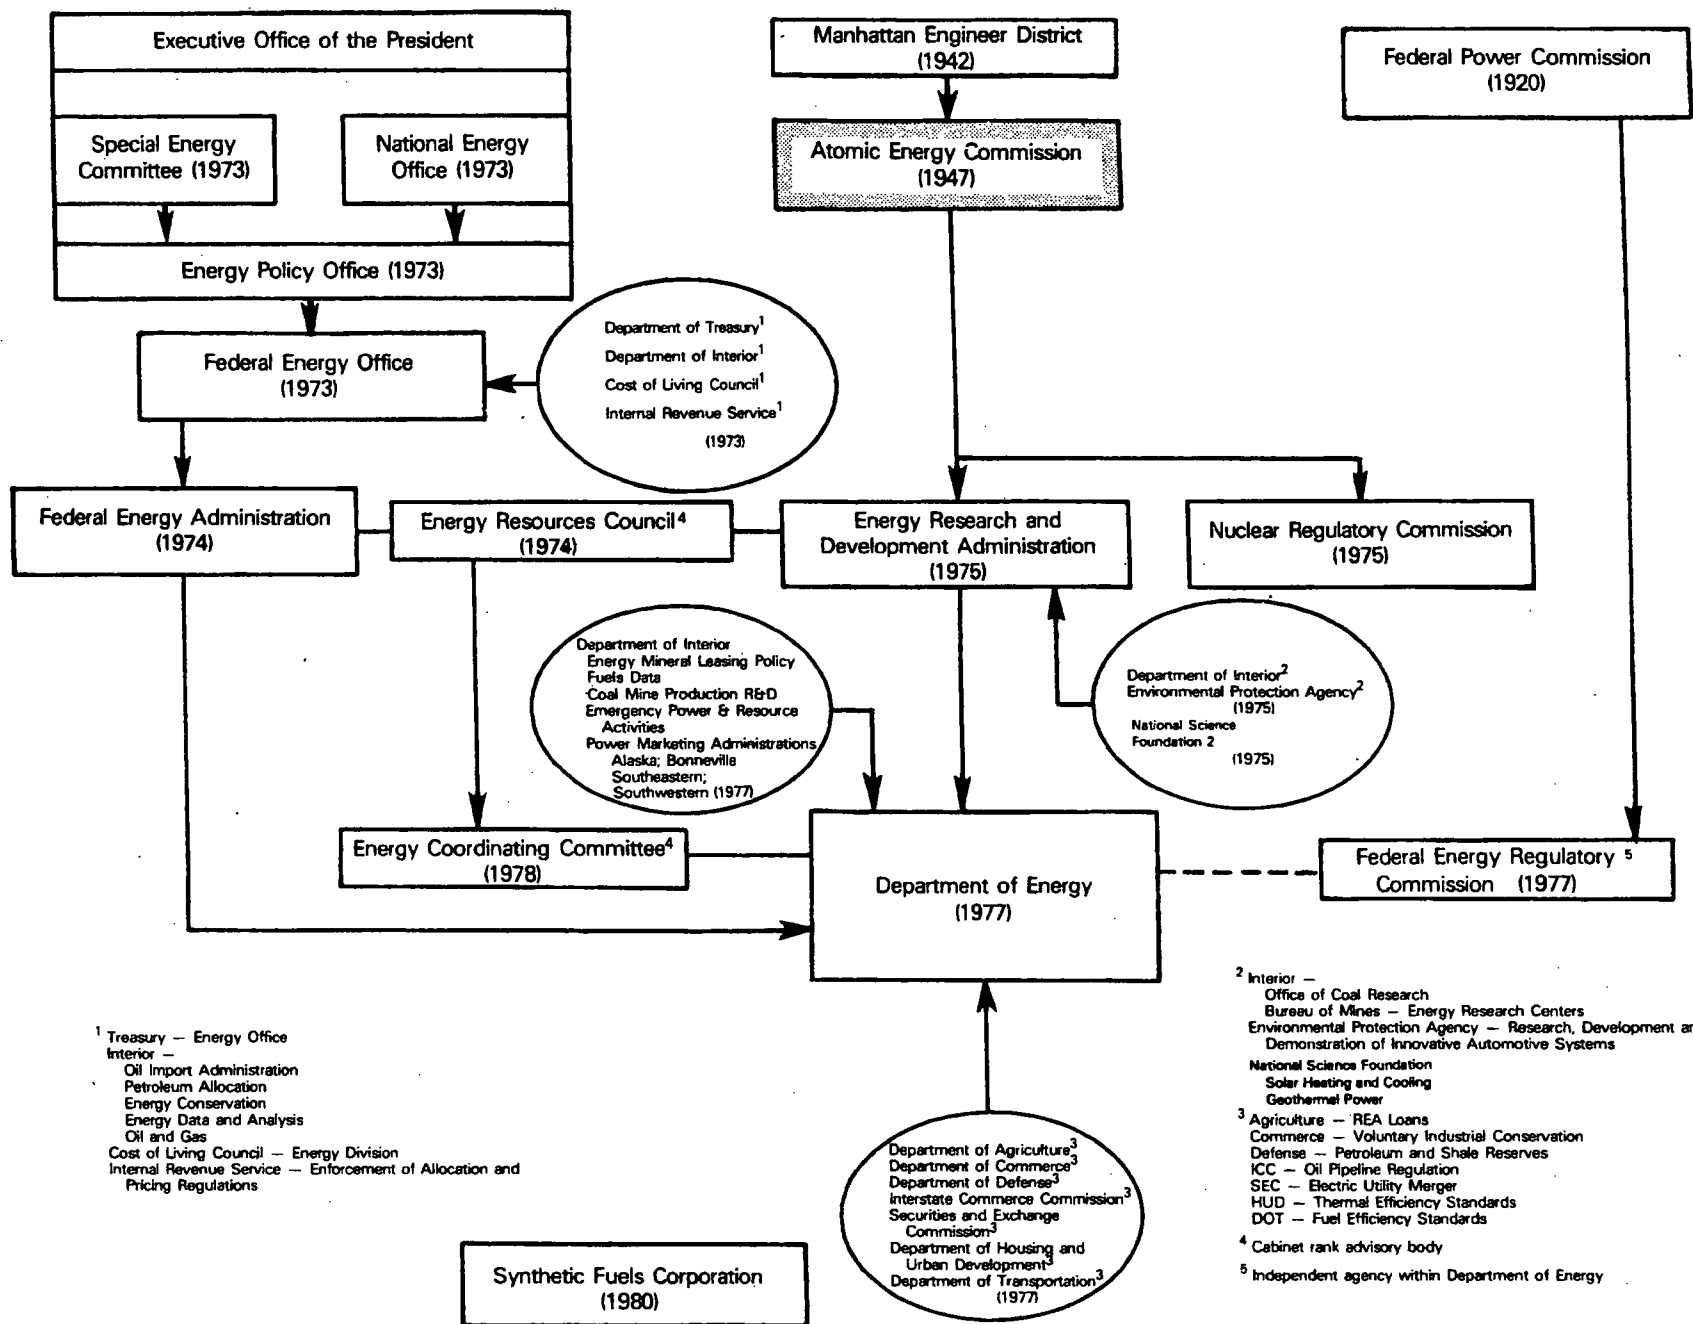 Executive Office of the President
Special Energy
Committee (1973)
National Energy
Office (1973)
Energy Policy Office (1973)
Federal Energy Office
(1973)
Department of Treasury¹
Department of Interior¹
Cost of Living Council¹
Internal Revenue Service¹
(1973)
Manhattan Engineer District
(1942)
Atomic Energy Commission
(1947)
Federal Power Commission
(1920)
Federal Energy Administration
(1974)
Energy Resources Council⁴
(1974)
Energy Research and
Development Administration
(1975)
Nuclear Regulatory Commission
(1975)
Department of Interior
Energy Mineral Leasing Policy
Fuels Data
Coal Mine Production R&D
Emergency Power & Resource
Activities
Power Marketing Administrations
Alaska; Bonneville
Southeastern;
Southwestern (1977)
Department of Interior²
Environmental Protection Agency²
(1975)
National Science
Foundation 2
(1975)
Energy Coordinating Committee⁴
(1978)
Department of Energy
(1977)
Federal Energy Regulatory ⁵
Commission (1977)
¹ Treasury — Energy Office
Interior —
Oil Import Administration
Petroleum Allocation
Energy Conservation
Energy Data and Analysis
Oil and Gas
Cost of Living Council — Energy Division
Internal Revenue Service — Enforcement of Allocation and
Pricing Regulations
Synthetic Fuels Corporation
(1980)
Department of Agriculture³
Department of Commerce³
Department of Defense³
Interstate Commerce Commission³
Securities and Exchange
Commission³
Department of Housing and
Urban Development³
Department of Transportation³
(1977)
² Interior —
Office of Coal Research
Bureau of Mines — Energy Research Centers
Environmental Protection Agency — Research, Development
Demonstration of Innovative Automotive Systems
National Science Foundation
Solar Heating and Cooling
Geothermal Power
³ Agriculture — REA Loans
Commerce — Voluntary Industrial Conservation
Defense — Petroleum and Shale Reserves
ICC — Oil Pipeline Regulation
SEC — Electric Utility Merger
HUD — Thermal Efficiency Standards
DOT — Fuel Efficiency Standards
⁴ Cabinet rank advisory body
⁵ Independent agency within Department of Energy